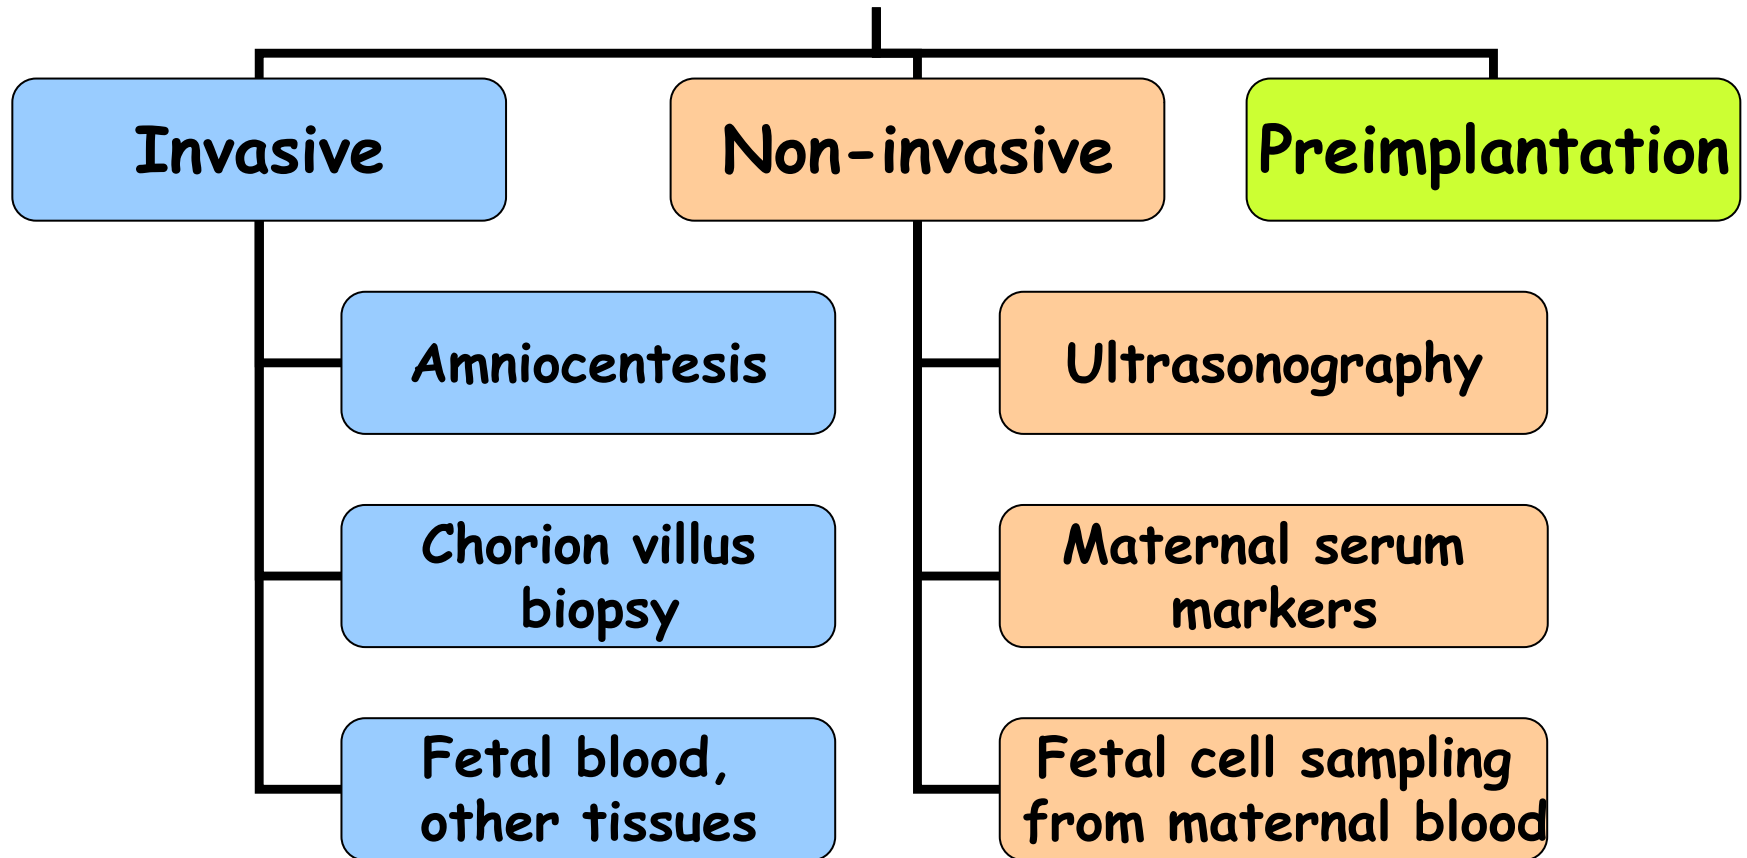 Invasive
Non-invasive
Preimplantation
Amniocentesis
Ultrasonography
Chorion villus
biopsy
Maternal serum
markers
Fetal blood,
other tissues
Fetal cell sampling
from maternal blood